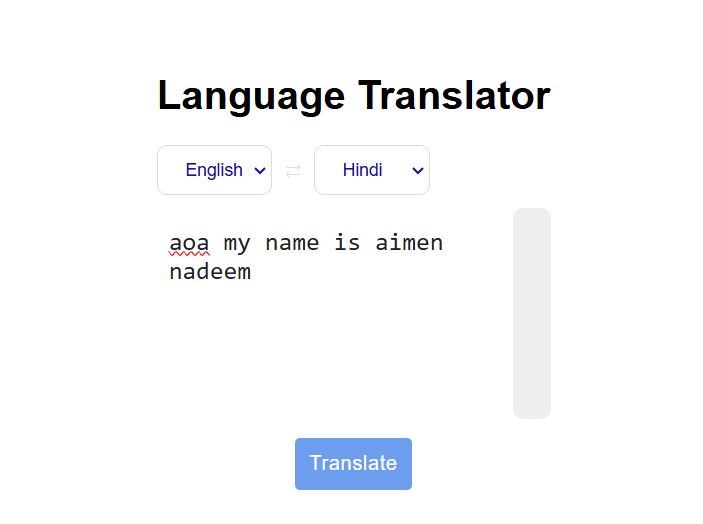 Language Translator
English Hindi
aoa my name is aimen
nadeem
Translate